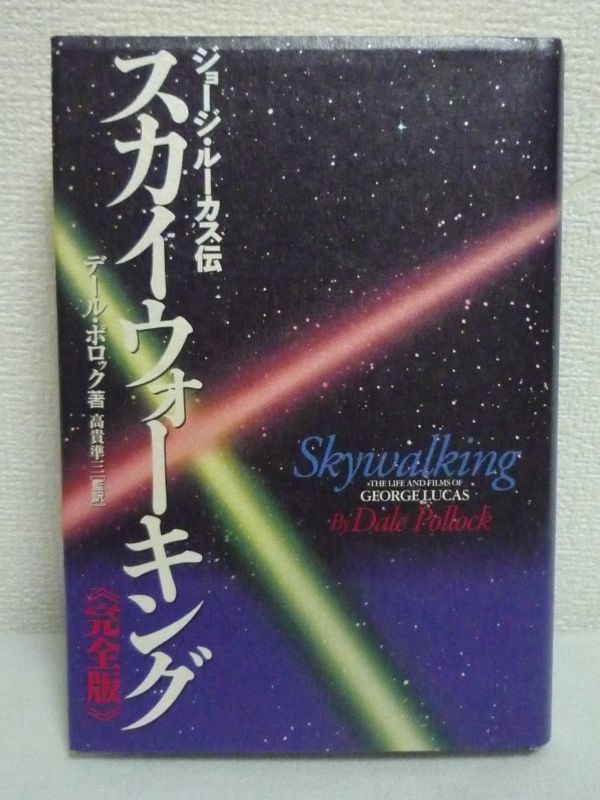 ジョージ・ルーカス伝
スカイウォーキング
《完全版》
デール・ポロック著 高貴準三[監訳]
Skywalking
THE LIFE AND FILMS OF
GEORGE LUCAS
By Dale Pollock